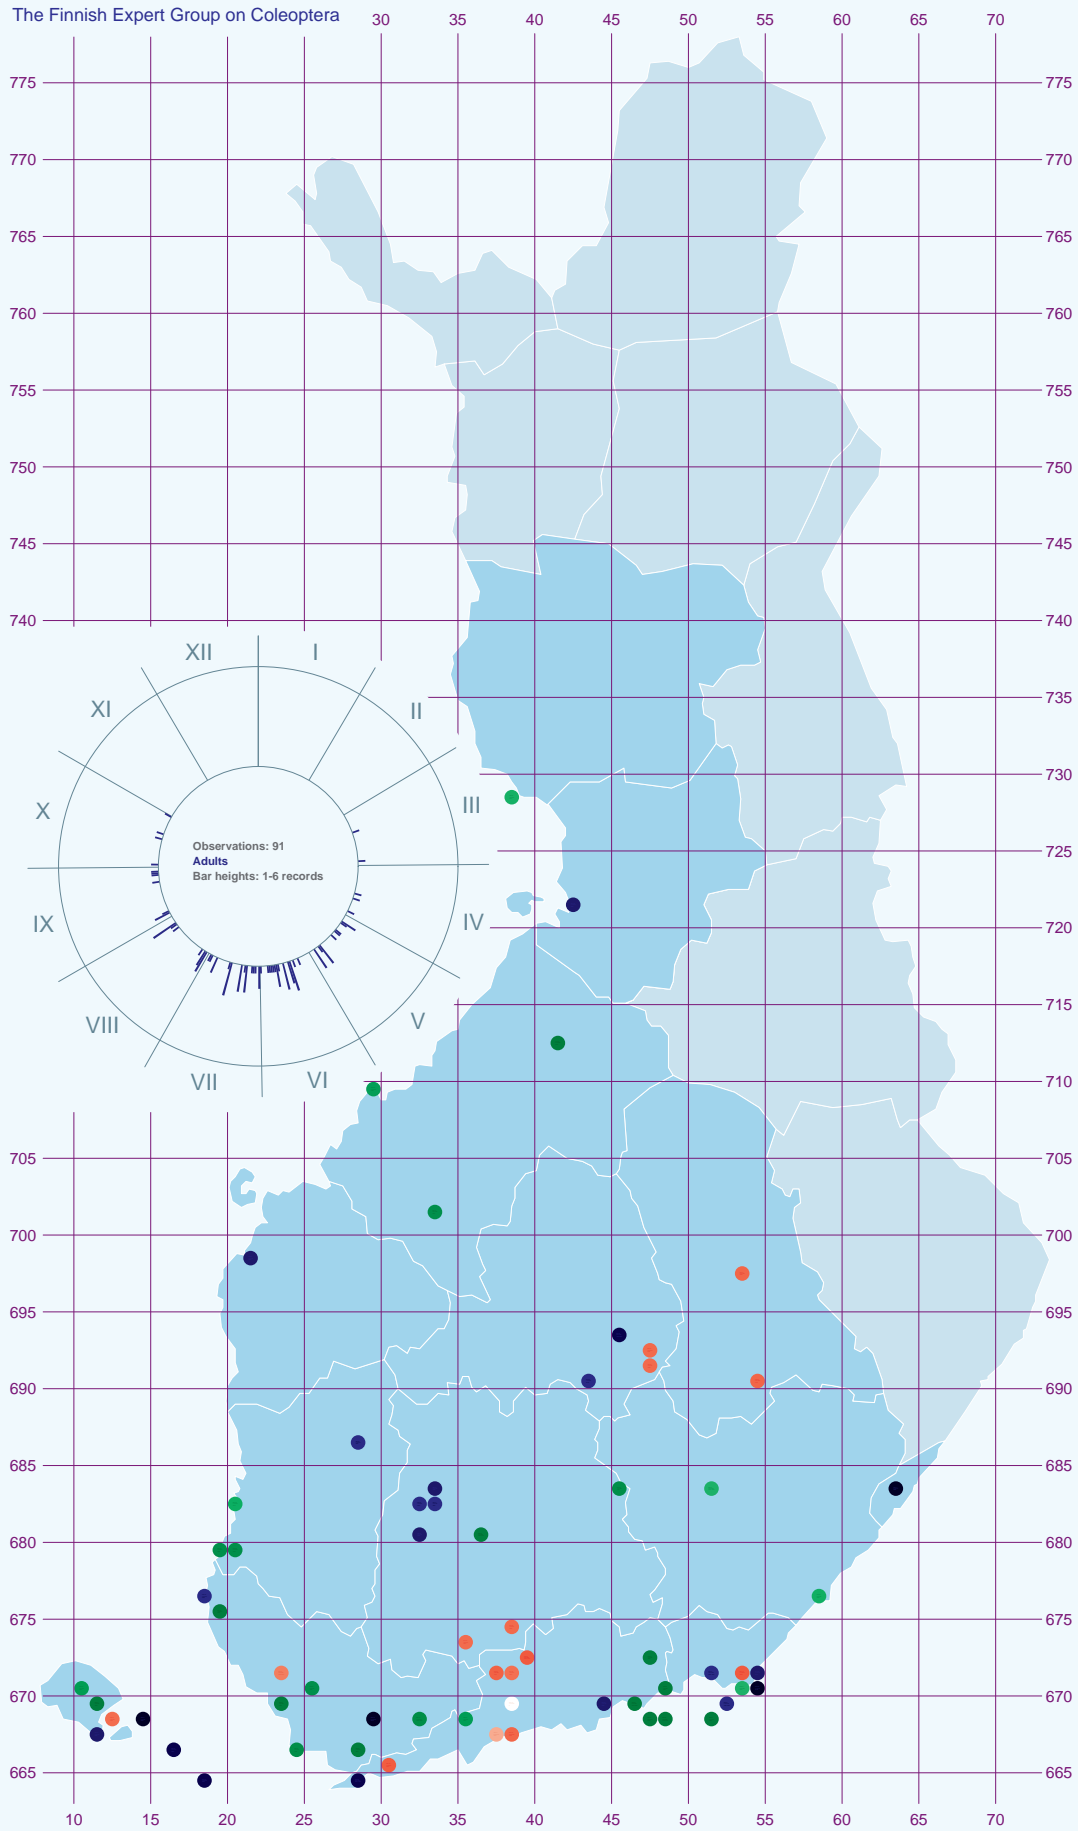 The Finnish Expert Group on Coleoptera
30 35 40 45 50 55 60 65 70
775 775
770 770
765 765
760 760
755 755
750 750
745 745
740 740
XII I
XI II
735
730
X III
Observations: 91
Adults
Bar heights: 1-6 records
725
IX IV
720
715
VIII V
VII VI
710
705 705
700 700
695 695
690 690
685 685
680 680
675 675
670 670
665 665
10 15 20 25 30 35 40 45 50 55 60 65 70